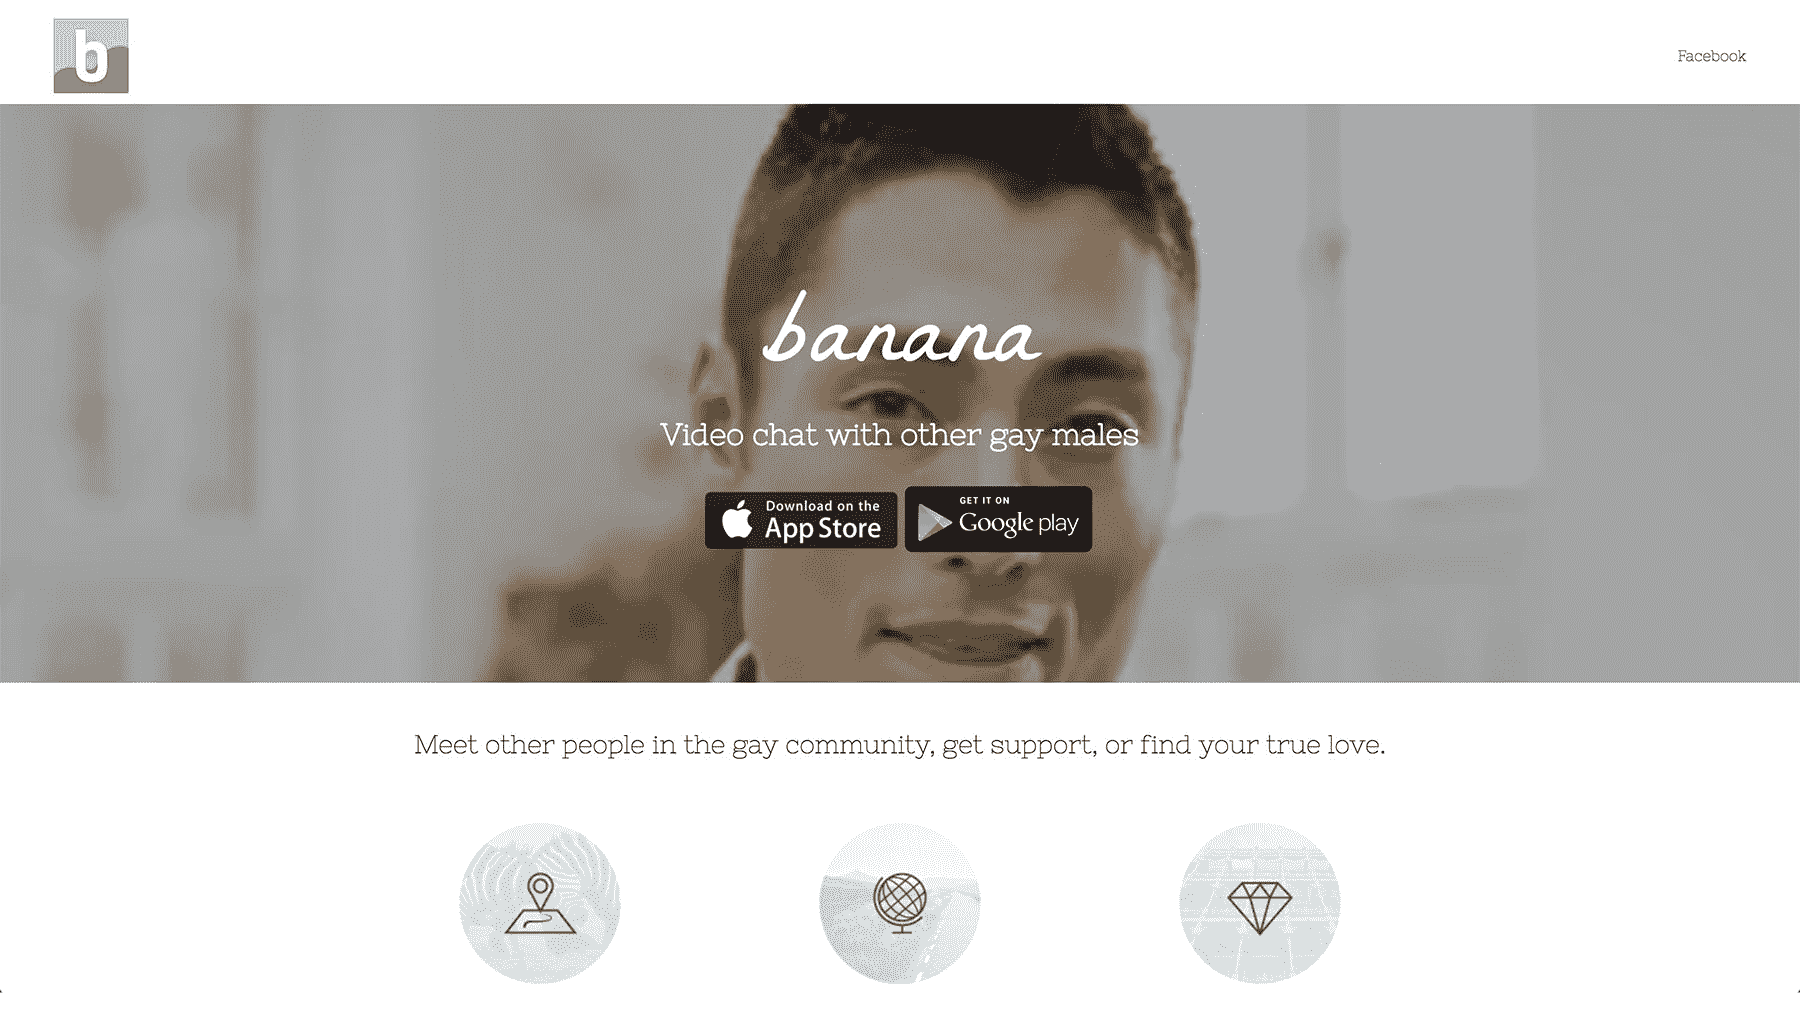 b
Facebook
banana
Video chat with other gay males
Download on the
App Store
GET IT ON
Google play
Meet other people in the gay community, get support, or find your true love.